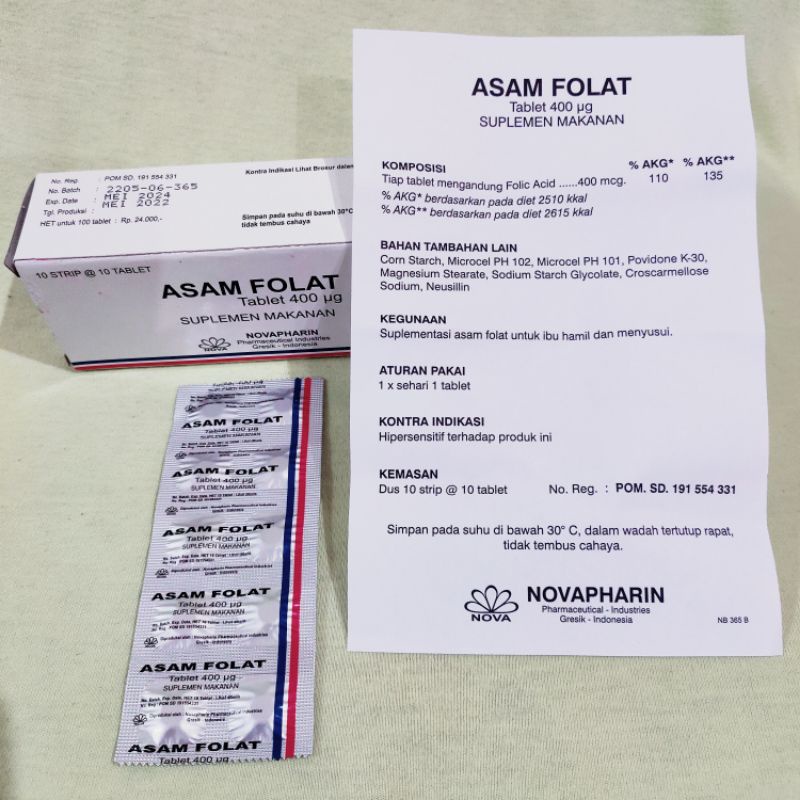 No. Reg. : POM SD. 191 554 331
No. Batch : 2205-06-365
Exp. Date : MEI 2024
Tgl. Produksi : MEI 2022
HET untuk 100 tablet : Rp. 24.000,-
Kontra Indikasi Lihat Brosur dalam
Simpan pada suhu di bawah 30°C
tidak tembus cahaya
10 STRIP @ 10 TABLET
ASAM FOLAT
Tablet 400 µg
SUPLEMEN MAKANAN
NOVA
NOVAPHARIN
Pharmaceutical Industries
Gresik - Indonesia
ASAM FOLAT
Tablet 400 µg
SUPLEMEN MAKANAN
KOMPOSISI % AKG* % AKG**
Tiap tablet mengandung Folic Acid ......400 mcg. 110 135
% AKG* berdasarkan pada diet 2510 kkal
% AKG** berdasarkan pada diet 2615 kkal
BAHAN TAMBAHAN LAIN
Corn Starch, Microcel PH 102, Microcel PH 101, Povidone K-30,
Magnesium Stearate, Sodium Starch Glycolate, Croscarmellose
Sodium, Neusillin
KEGUNAAN
Suplementasi asam folat untuk ibu hamil dan menyusui.
ATURAN PAKAI
1 x sehari 1 tablet
KONTRA INDIKASI
Hipersensitif terhadap produk ini
KEMASAN
Dus 10 strip @ 10 tablet No. Reg. : POM. SD. 191 554 331
Simpan pada suhu di bawah 30° C, dalam wadah tertutup rapat,
tidak tembus cahaya.
NOVA
NOVAPHARIN
Pharmaceutical - Industries
Gresik - Indonesia
NB 365 B
Tablet 400 µg
SUPLEMEN MAKANAN
ASAM FOLAT
Tablet 400 µg
SUPLEMEN MAKANAN
ASAM FOLAT
Tablet 400 µg
SUPLEMEN MAKANAN
ASAM FOLAT
Tablet 400 µg
SUPLEMEN MAKANAN
ASAM FOLAT
Tablet 400 µg
SUPLEMEN MAKANAN
ASAM FOLAT
Tablet 400 µg
SUPLEMEN MAKANAN
ASAM FOLAT
Tablet 400 µg